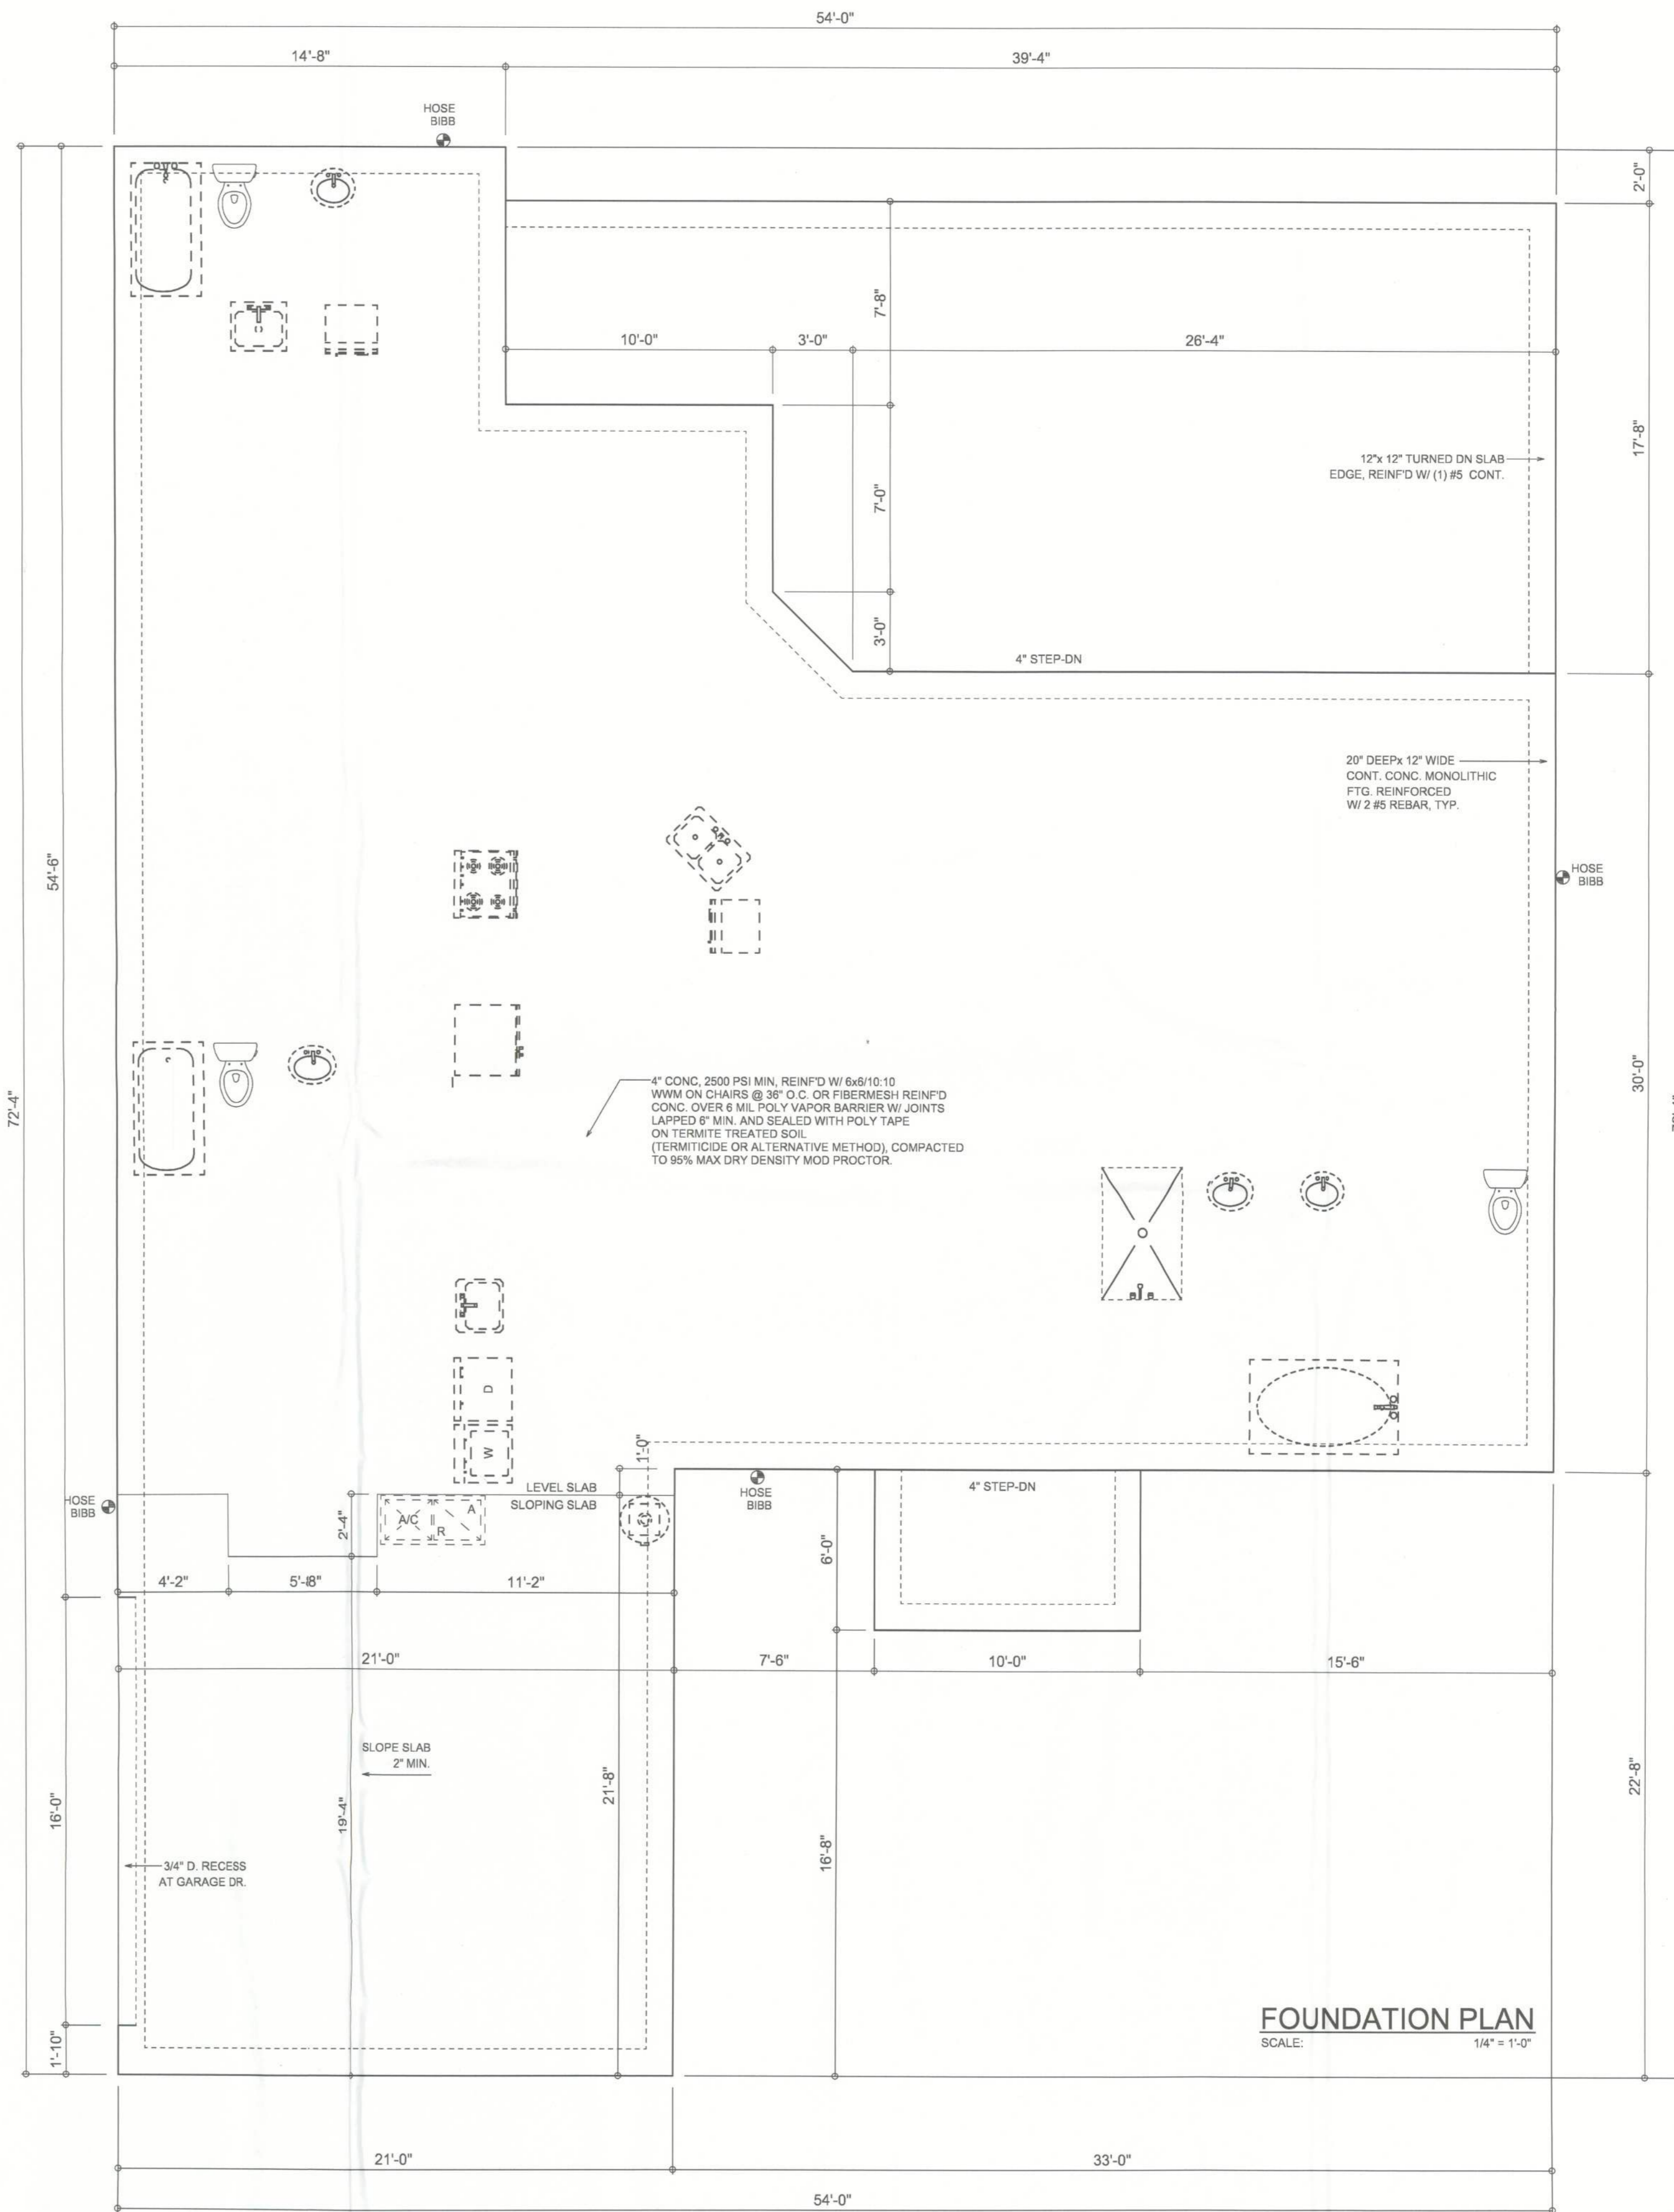 54'-0"
14'-8"
39'-4"
HOSE
BIBB
2'-0"
7'-8"
10'-0"
3'-0"
26'-4"
17'-8"
12"x 12" TURNED DN SLAB
EDGE, REINF'D W/ (1) #5 CONT.
7'-0"
3'-0"
4" STEP-DN
20" DEEPx 12" WIDE
CONT. CONC. MONOLITHIC
FTG. REINFORCED
W/ 2 #5 REBAR, TYP.
54'-6"
HOSE
BIBB
72'-4"
30'-0"
4" CONC, 2500 PSI MIN, REINF'D W/ 6x6/10:10
WWM ON CHAIRS @ 36" O.C. OR FIBERMESH REINF'D
CONC. OVER 6 MIL POLY VAPOR BARRIER W/ JOINTS
LAPPED 6" MIN. AND SEALED WITH POLY TAPE
ON TERMITE TREATED SOIL
(TERMITICIDE OR ALTERNATIVE METHOD), COMPACTED
TO 95% MAX DRY DENSITY MOD PROCTOR.
D
W
1'-0"
LEVEL SLAB
SLOPING SLAB
HOSE
BIBB
HOSE
BIBB
4" STEP-DN
A/C
R
A
2'-4"
6'-0"
4'-2"
5'-8"
11'-2"
21'-0"
7'-6"
10'-0"
15'-6"
SLOPE SLAB
2" MIN.
21'-8"
22'-8"
16'-0"
19'-4"
16'-8"
3/4" D. RECESS
AT GARAGE DR.
1'-10"
FOUNDATION PLAN
SCALE:
1/4" = 1'-0"
21'-0"
33'-0"
54'-0"